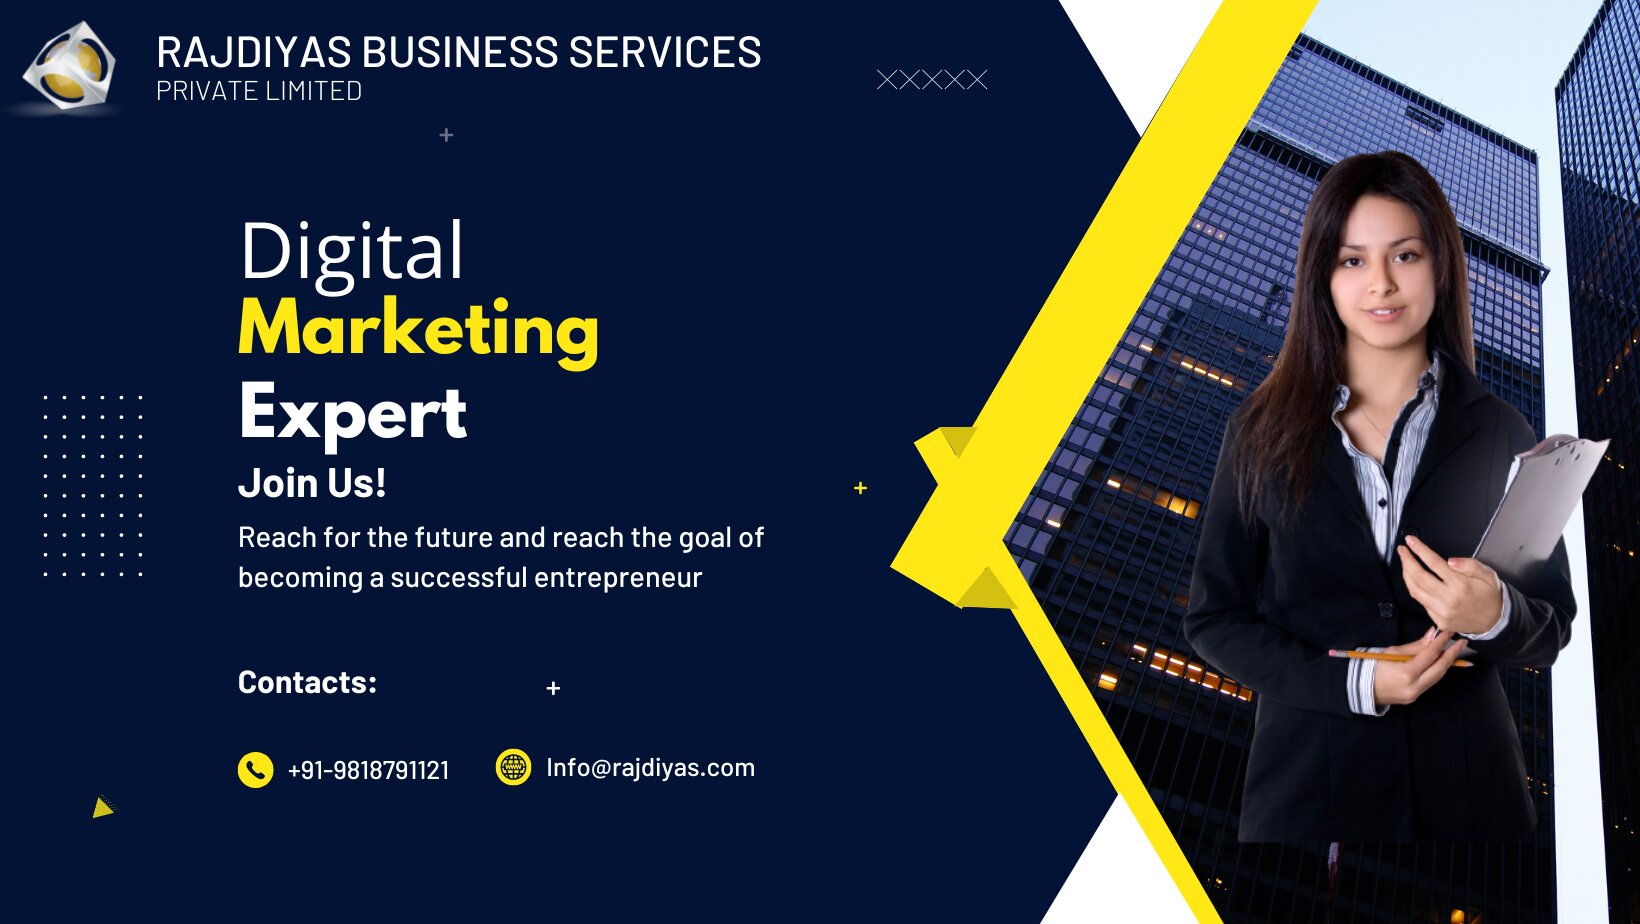 RAJDIYAS BUSINESS SERVICES
PRIVATE LIMITED
Digital
Marketing
Expert
Join Us!
Reach for the future and reach the goal of
becoming a successful entrepreneur
Contacts:
+91-9818791121
Info@rajdiyas.com